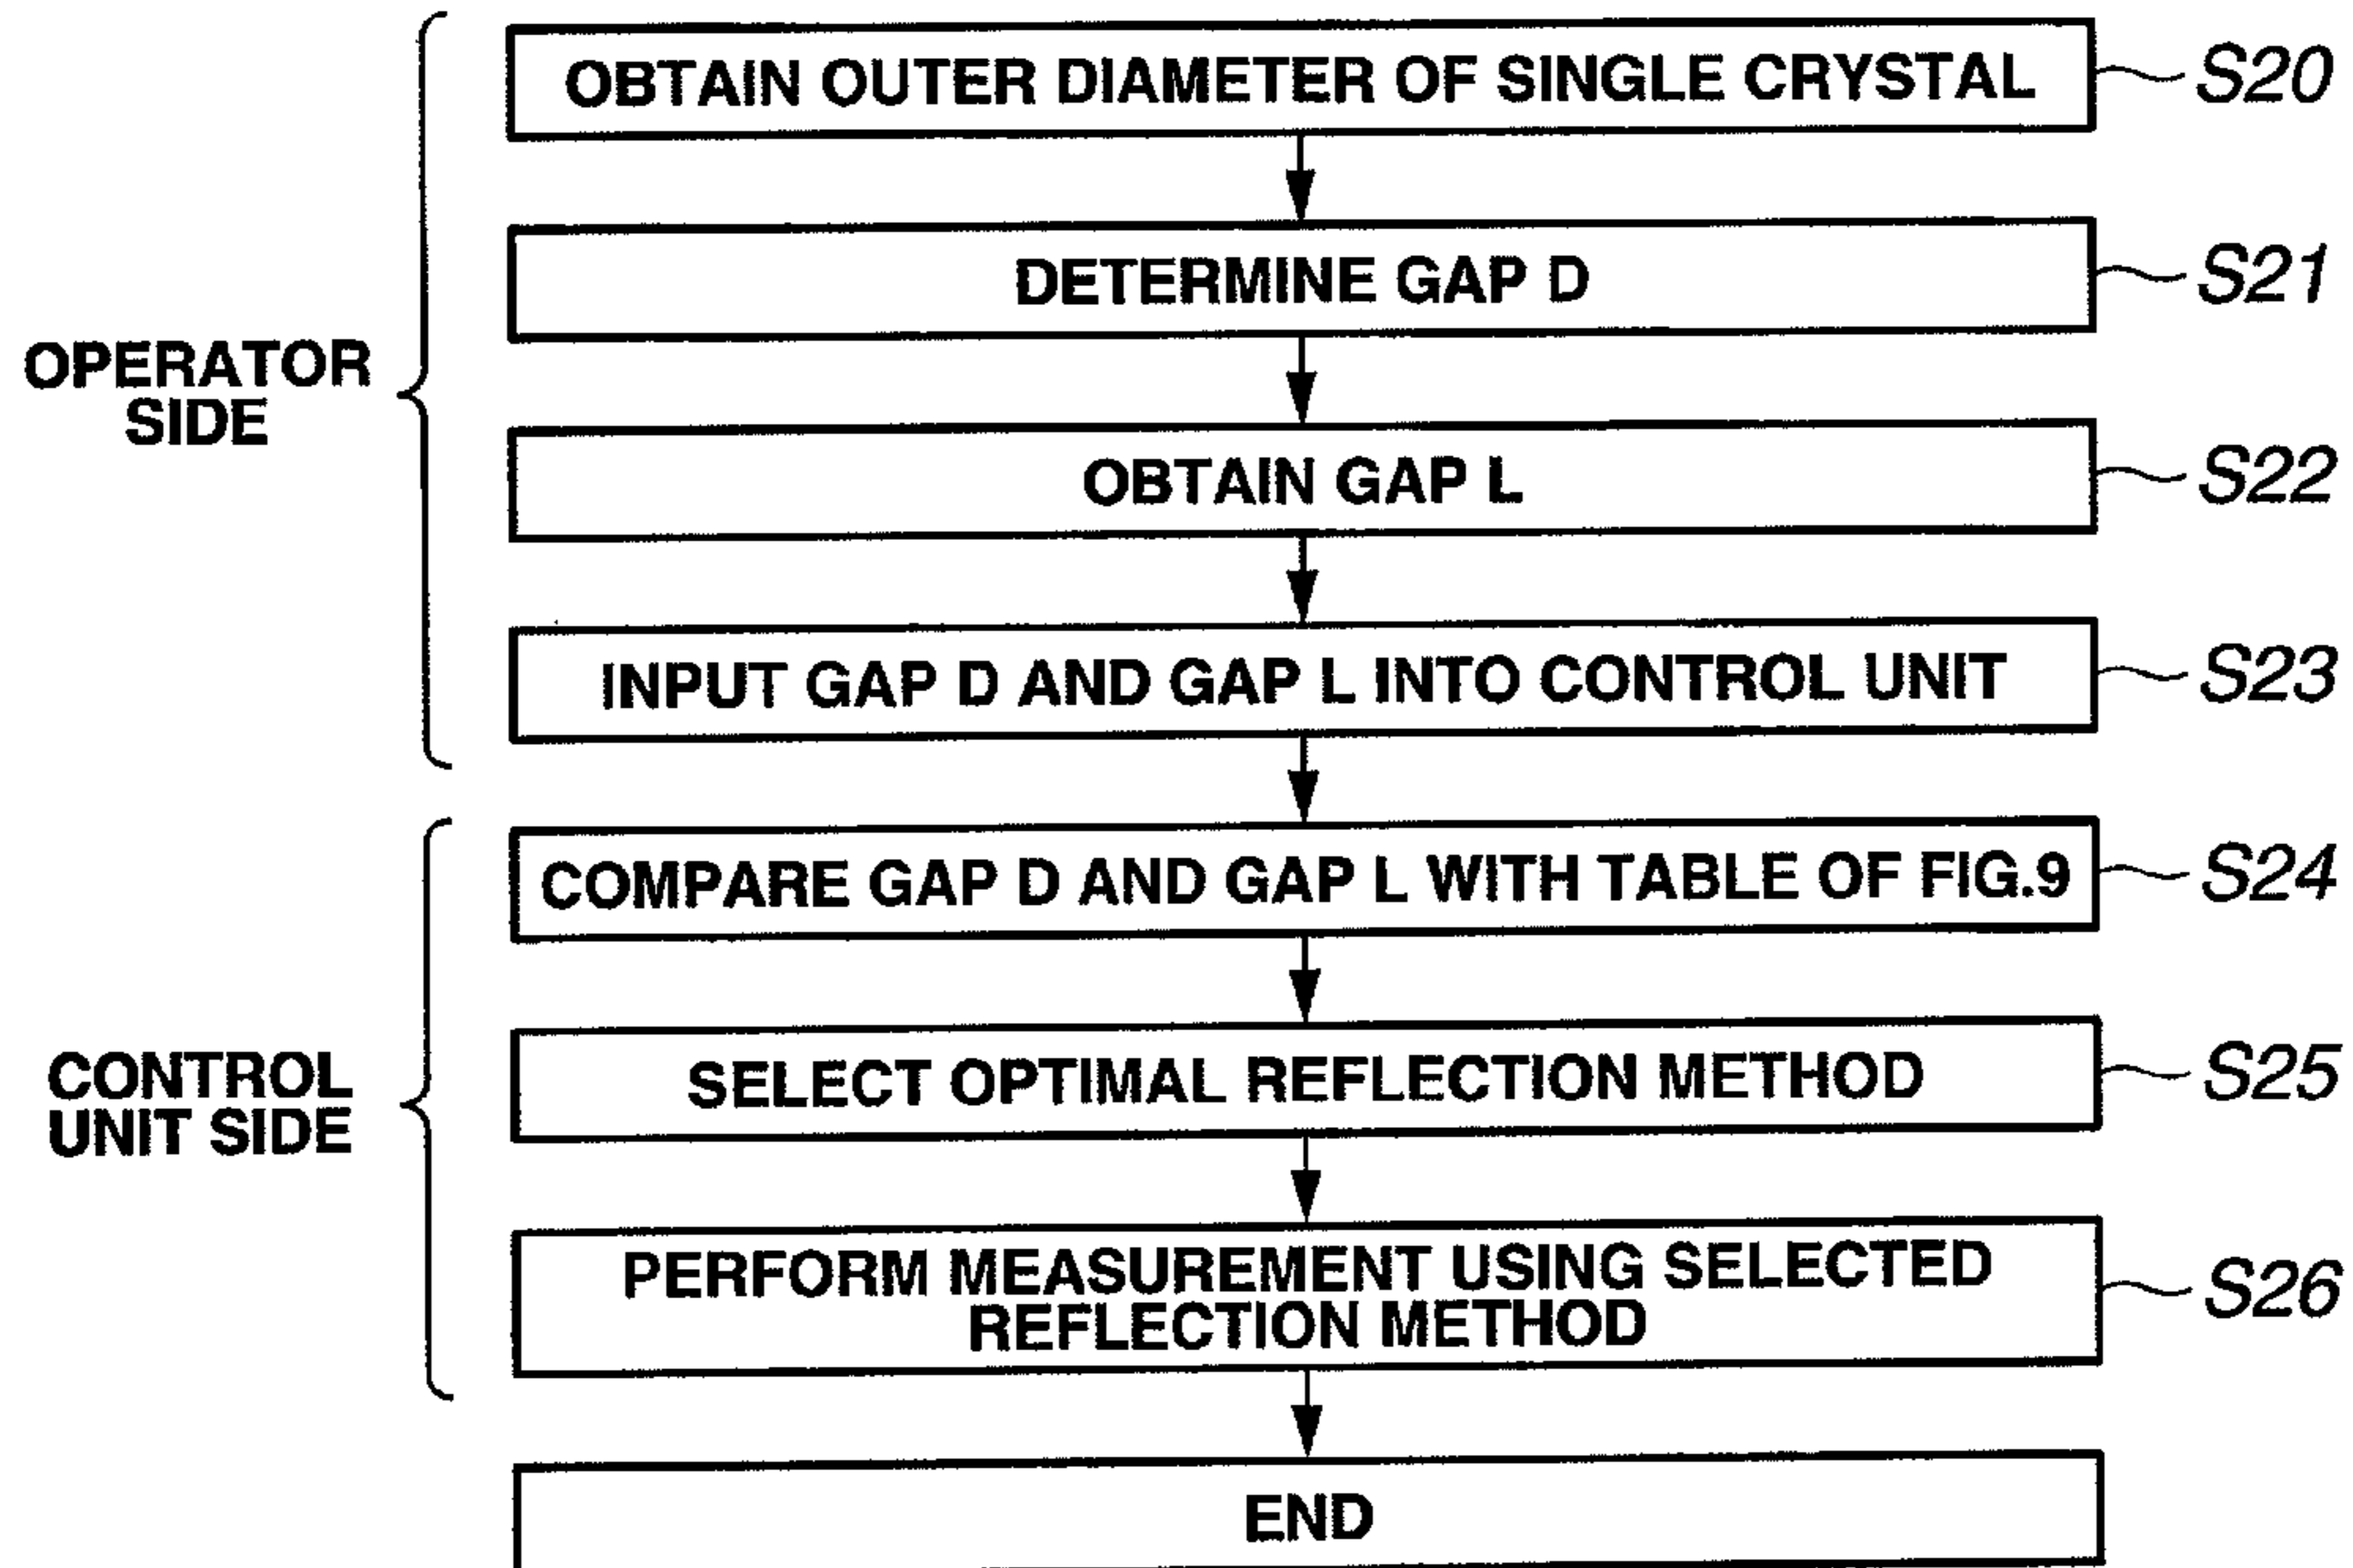 OBTAIN OUTER DIAMETER OF SINGLE CRYSTAL
S20
DETERMINE GAP D
S21
OPERATOR
SIDE
OBTAIN GAP L
S22
INPUT GAP D AND GAP L INTO CONTROL UNIT
S23
COMPARE GAP D AND GAP L WITH TABLE OF FIG.9
S24
CONTROL
UNIT SIDE
SELECT OPTIMAL REFLECTION METHOD
S25
PERFORM MEASUREMENT USING SELECTED
REFLECTION METHOD
S26
END